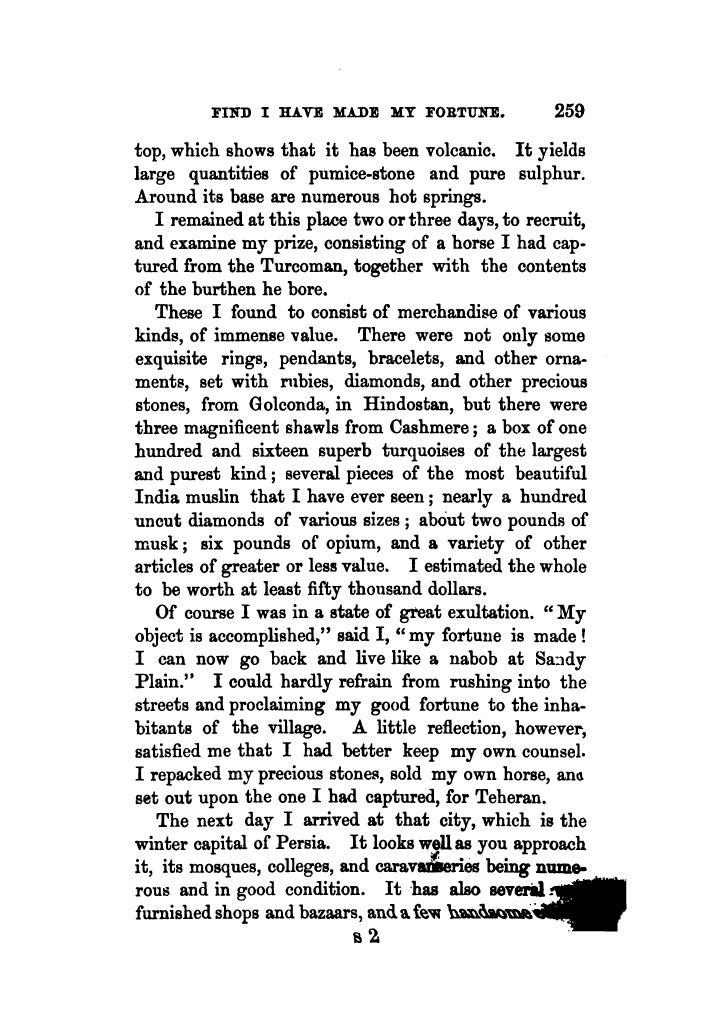 FIND I HAVE MADE MY FORTUNE. 259
top, which shows that it has been volcanic. It yields
large quantities of pumice-stone and pure sulphur.
Around its base are numerous hot springs.
I remained at this place two or three days, to recruit,
and examine my prize, consisting of a horse I had cap-
tured from the Turcoman, together with the contents
of the burthen he bore.
These I found to consist of merchandise of various
kinds, of immense value. There were not only some
exquisite rings, pendants, bracelets, and other orna-
ments, set with rubies, diamonds, and other precious
stones, from Golconda, in Hindostan, but there were
three magnificent shawls from Cashmere; a box of one
hundred and sixteen superb turquoises of the largest
and purest kind; several pieces of the most beautiful
India muslin that I have ever seen; nearly a hundred
uncut diamonds of various sizes; about two pounds of
musk; six pounds of opium, and a variety of other
articles of greater or less value. I estimated the whole
to be worth at least fifty thousand dollars.
Of course I was in a state of great exultation. "My
object is accomplished," said I, "my fortune is made!
I can now go back and live like a nabob at Sandy
Plain." I could hardly refrain from rushing into the
streets and proclaiming my good fortune to the inha-
bitants of the village. A little reflection, however,
satisfied me that I had better keep my own counsel.
I repacked my precious stones, sold my own horse, and
set out upon the one I had captured, for Teheran.
The next day I arrived at that city, which is the
winter capital of Persia. It looks well as you approach
it, its mosques, colleges, and caravanseries being nume-
rous and in good condition. It has also several
furnished shops and bazaars, and a few handsome
s 2